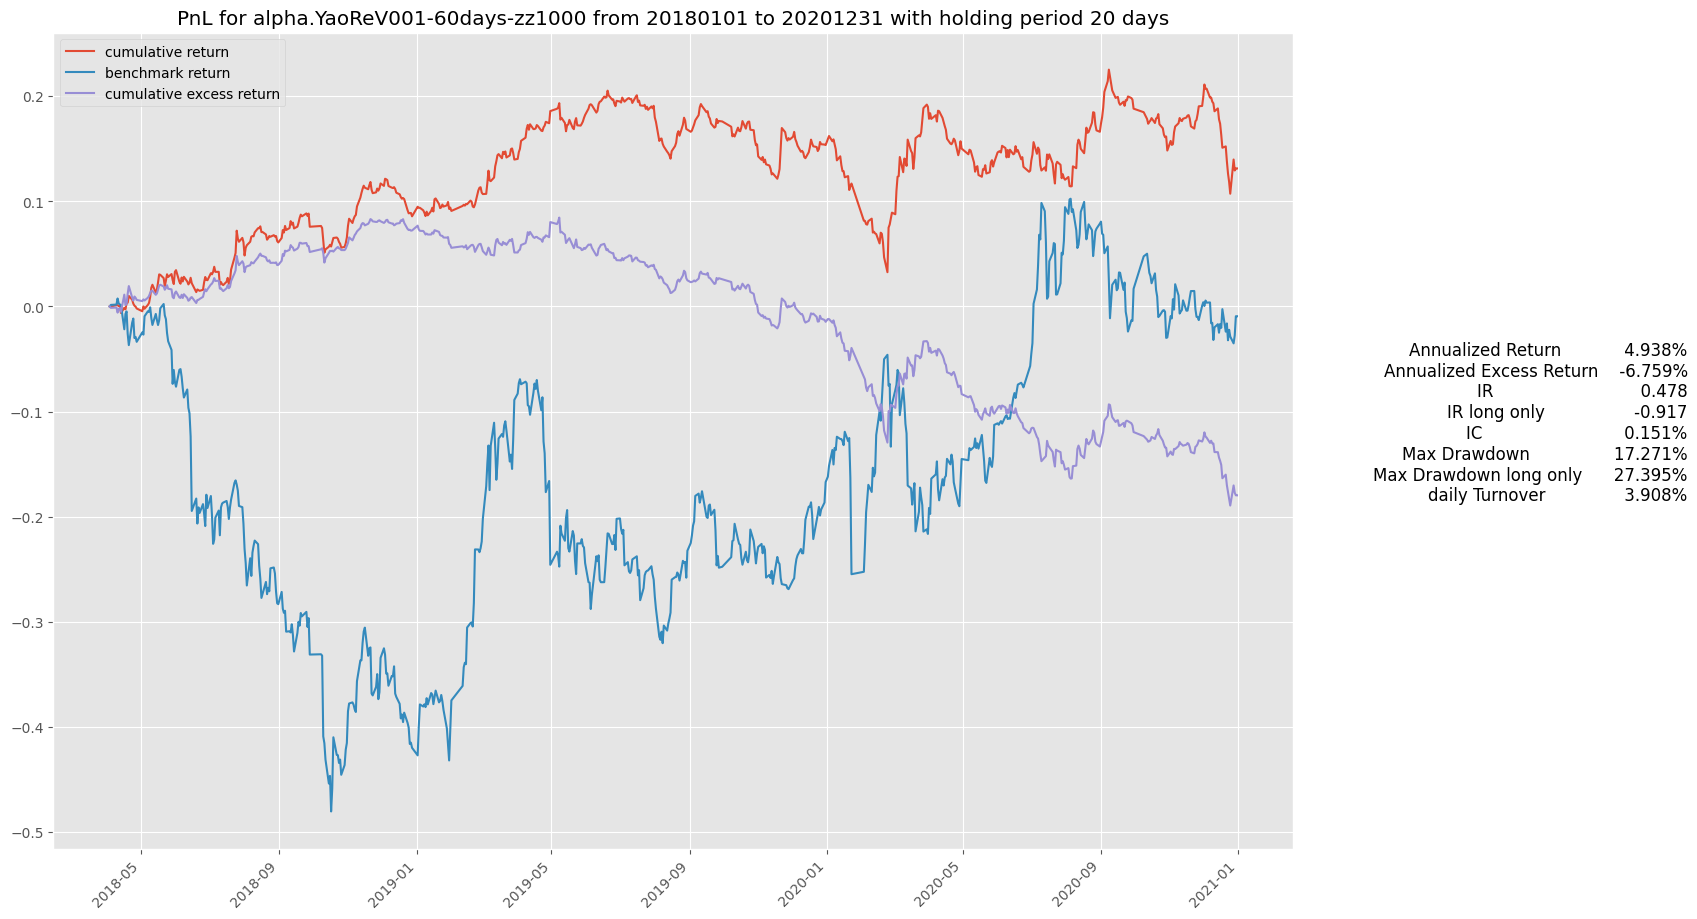 PnL for alpha.YaoReV001-60days-zz1000 from 20180101 to 20201231 with holding period 20 days
cumulative return
benchmark return
cumulative excess return
0.2
0.1
0.0
−0.1
−0.2
−0.3
−0.4
−0.5
2018-05
2018-09
2019-01
2019-05
2019-09
2020-01
2020-05
2020-09
2021-01
Annualized Return 4.938%
Annualized Excess Return -6.759%
IR 0.478
IR long only -0.917
IC 0.151%
Max Drawdown 17.271%
Max Drawdown long only 27.395%
daily Turnover 3.908%